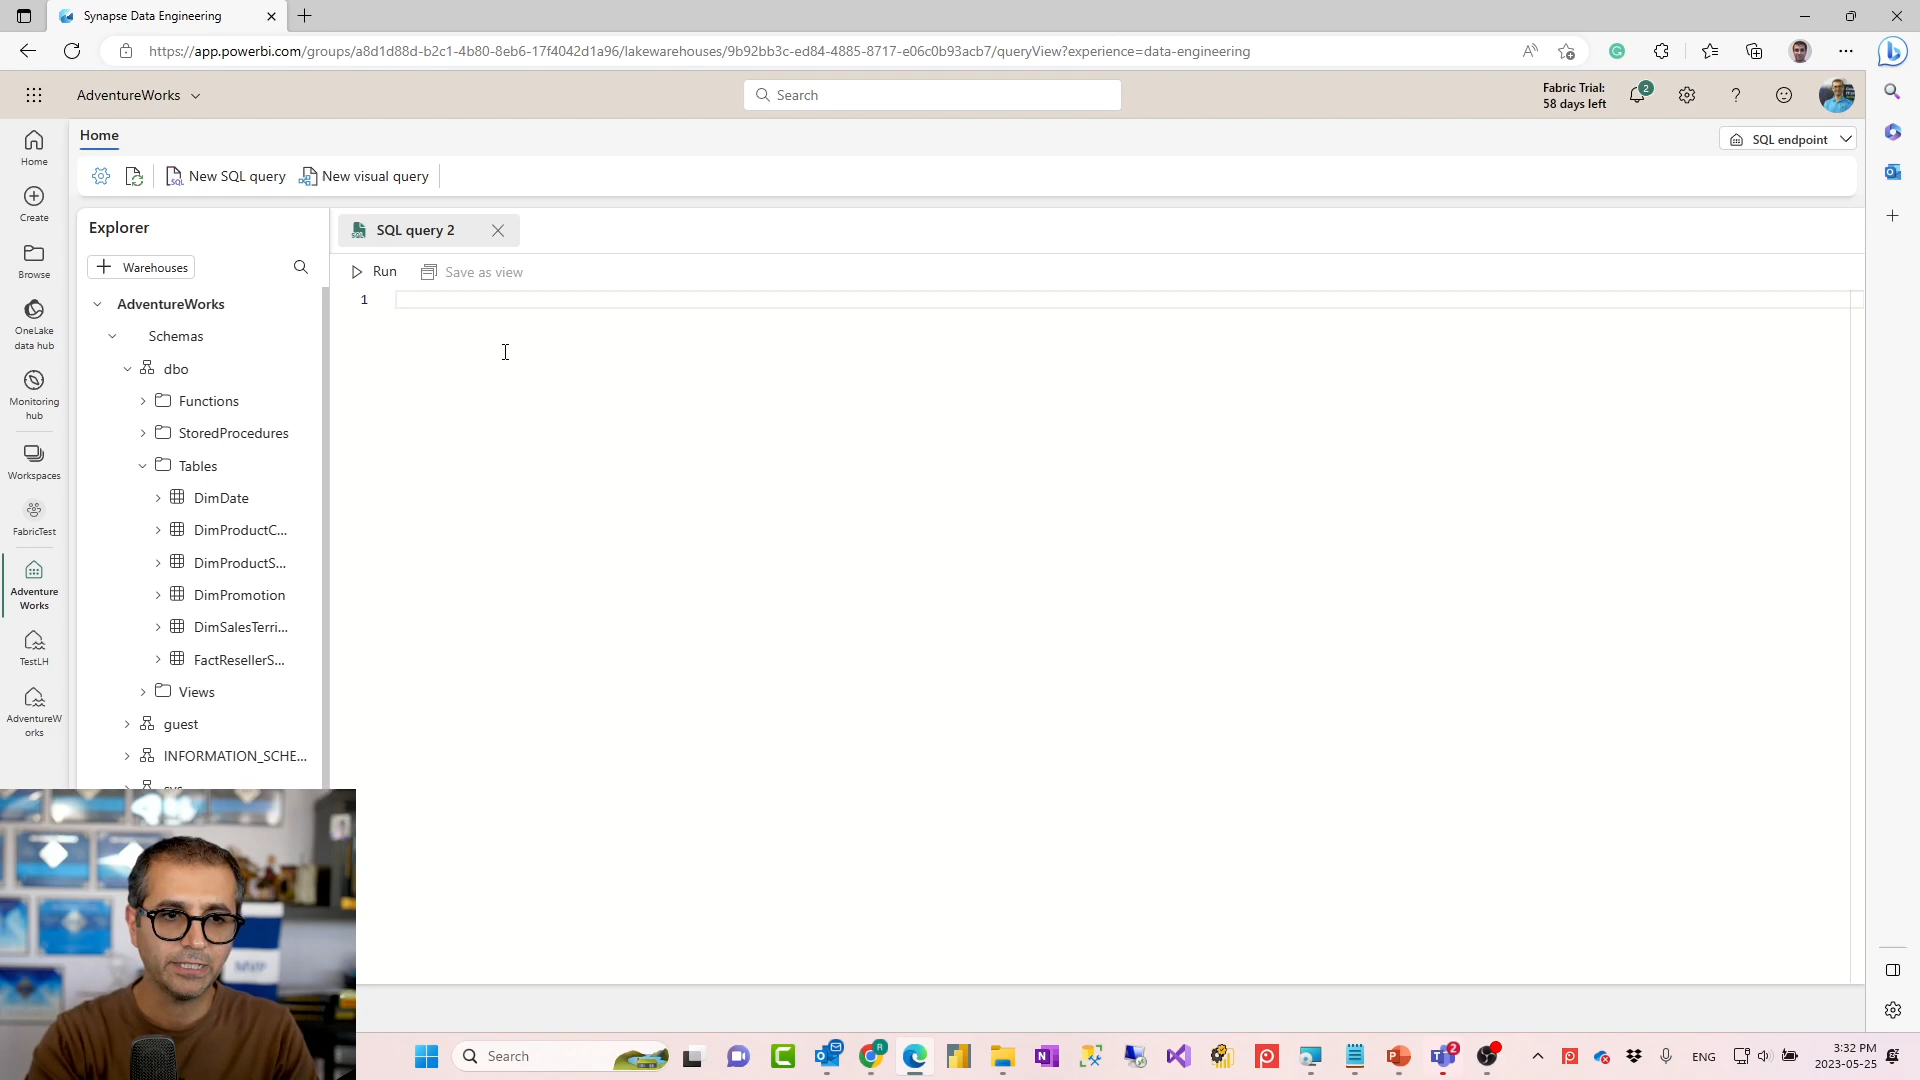 Synapse Data Engineering
https://app.powerbi.com/groups/a8d1d88d-b2c1-4b80-8eb6-17f4042d1a96/lakewarehouses/9b92bb3c-ed84-4885-8717-e06c0b93acb7/queryView?experience=data-engineering
AdventureWorks
Search
Fabric Trial:
58 days left
2
Home
SQL endpoint
New SQL query
New visual query
Home
Create
Browse
OneLake
data hub
Monitoring
hub
Workspaces
FabricTest
Adventure
Works
TestLH
AdventureW
orks
Explorer
Warehouses
AdventureWorks
Schemas
dbo
Functions
StoredProcedures
Tables
DimDate
DimProductC...
DimProductS...
DimPromotion
DimSalesTerri...
FactResellerS...
Views
guest
INFORMATION_SCHE...
sys
SQL query 2
Run
Save as view
1
MVP
Search
ENG
3:32 PM
2023-05-25